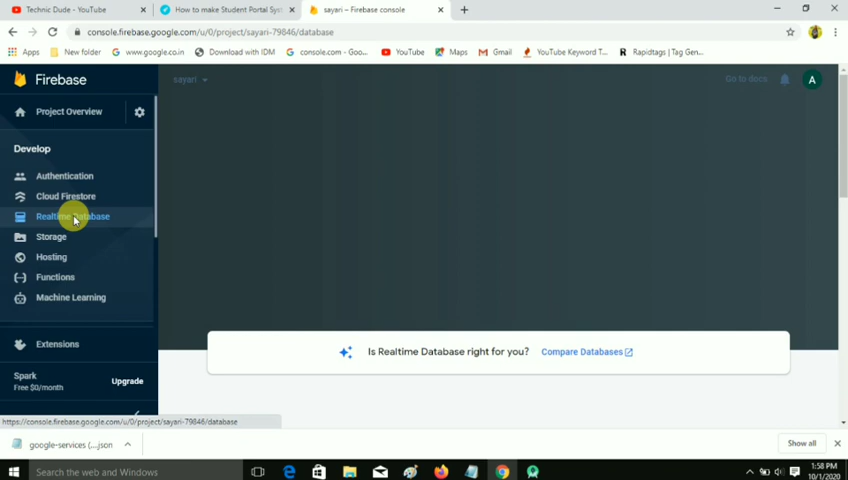 Technic Dude - YouTube
How to make Student Portal Syst
sayari – Firebase console
console.firebase.google.com/u/0/project/sayari-79846/database
Apps
New folder
www.google.co.in
Download with IDM
console.com - Goo...
YouTube
Maps
Gmail
YouTube Keyword T...
Rapidtags | Tag Gen...
Firebase
sayari
Go to docs
A
Project Overview
Develop
Authentication
Cloud Firestore
Realtime Database
Storage
Hosting
Functions
Machine Learning
Extensions
Spark
Free $0/month
Upgrade
Is Realtime Database right for you?
Compare Databases
https://console.firebase.google.com/u/0/project/sayari-79846/database
google-services (....json
Show all
Search the web and Windows
1:58 PM
10/1/2020